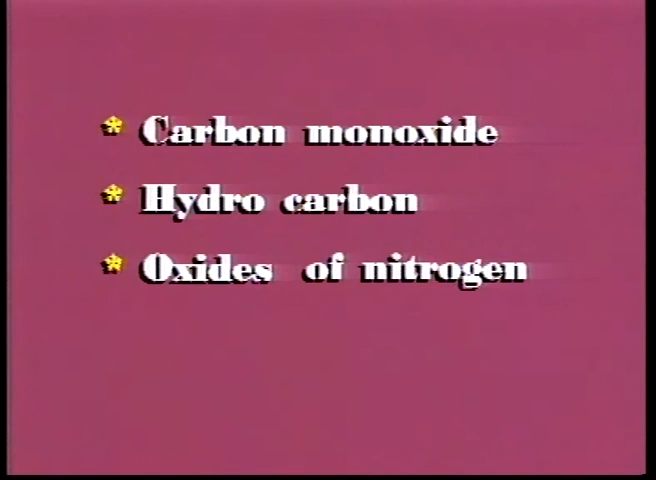 * Carbon monoxide
* Hydro carbon
* Oxides of nitrogen